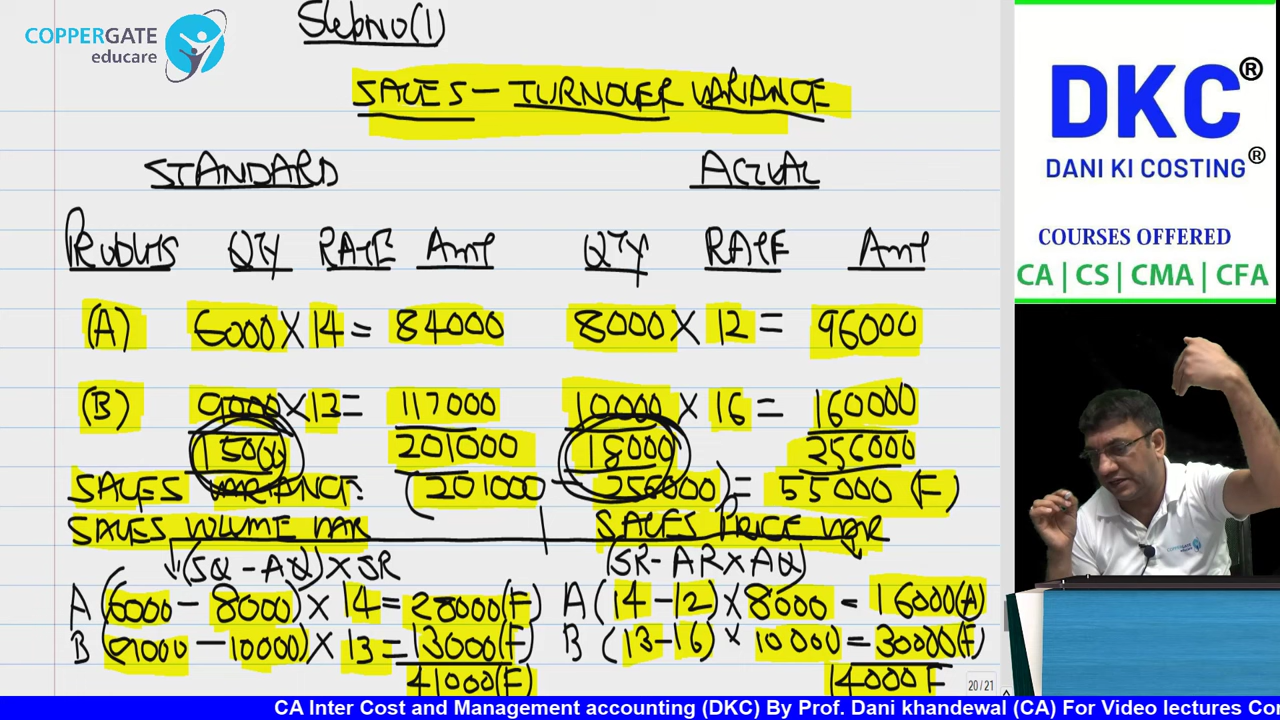 COPPERGATE
educare
StepNo(1)
SALES - TURNOVER VARIANCE
STANDARD ACTUAL
PRODUCTS QTY RATE Amt QTY RATE Amt
(A) 6000 X 14 = 84000 8000 X 12 = 96000
(B) 9000 X 13 = 117000 10000 X 16 = 160000
15000 201000 18000 256000
SALES VARIANCE: (201000 - 256000) = 55000 (F)
SALES VOLUME VAR SALES PRICE VAR
(SQ - AQ) X SR (SR - AR X AQ)
A (6000 - 8000) X 14 = 28000 (F) A (14 - 12) X 8000 = 16000 (A)
B (9000 - 10000) X 13 = 13000 (F) B (13 - 16) X 10000 = 30000 (F)
41000 (F) 14000 F
20 / 21
DKC®
DANI KI COSTING®
COURSES OFFERED
CA | CS | CMA | CFA
COPPERGATE
educare
CA Inter Cost and Management accounting (DKC) By Prof. Dani khandewal (CA) For Video lectures Co